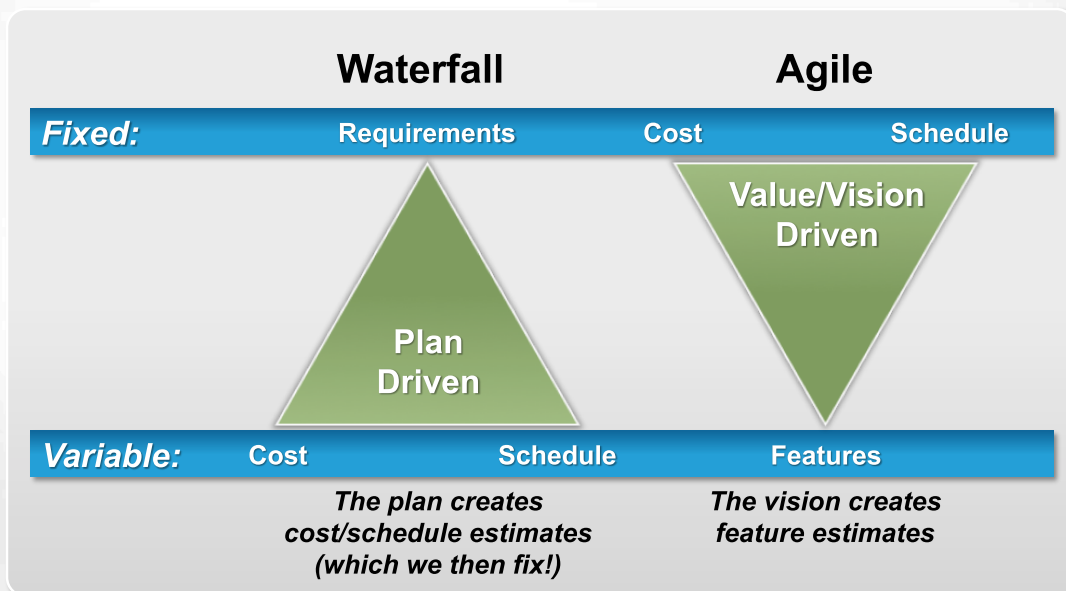 Waterfall Agile
Fixed: Requirements Cost Schedule
Value/Vision
Driven
Plan
Driven
Variable: Cost Schedule Features
The plan creates
cost/schedule estimates
(which we then fix!)
The vision creates
feature estimates